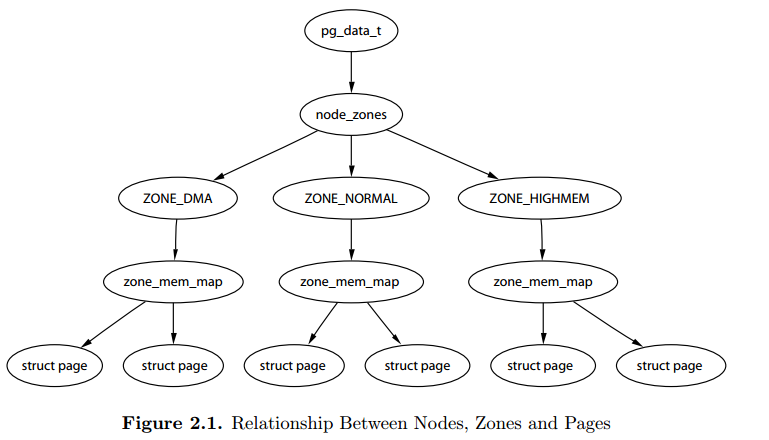 pg_data_t
node_zones
ZONE_DMA
ZONE_NORMAL
ZONE_HIGHMEM
zone_mem_map
zone_mem_map
zone_mem_map
struct page
struct page
struct page
struct page
struct page
struct page
Figure 2.1. Relationship Between Nodes, Zones and Pages